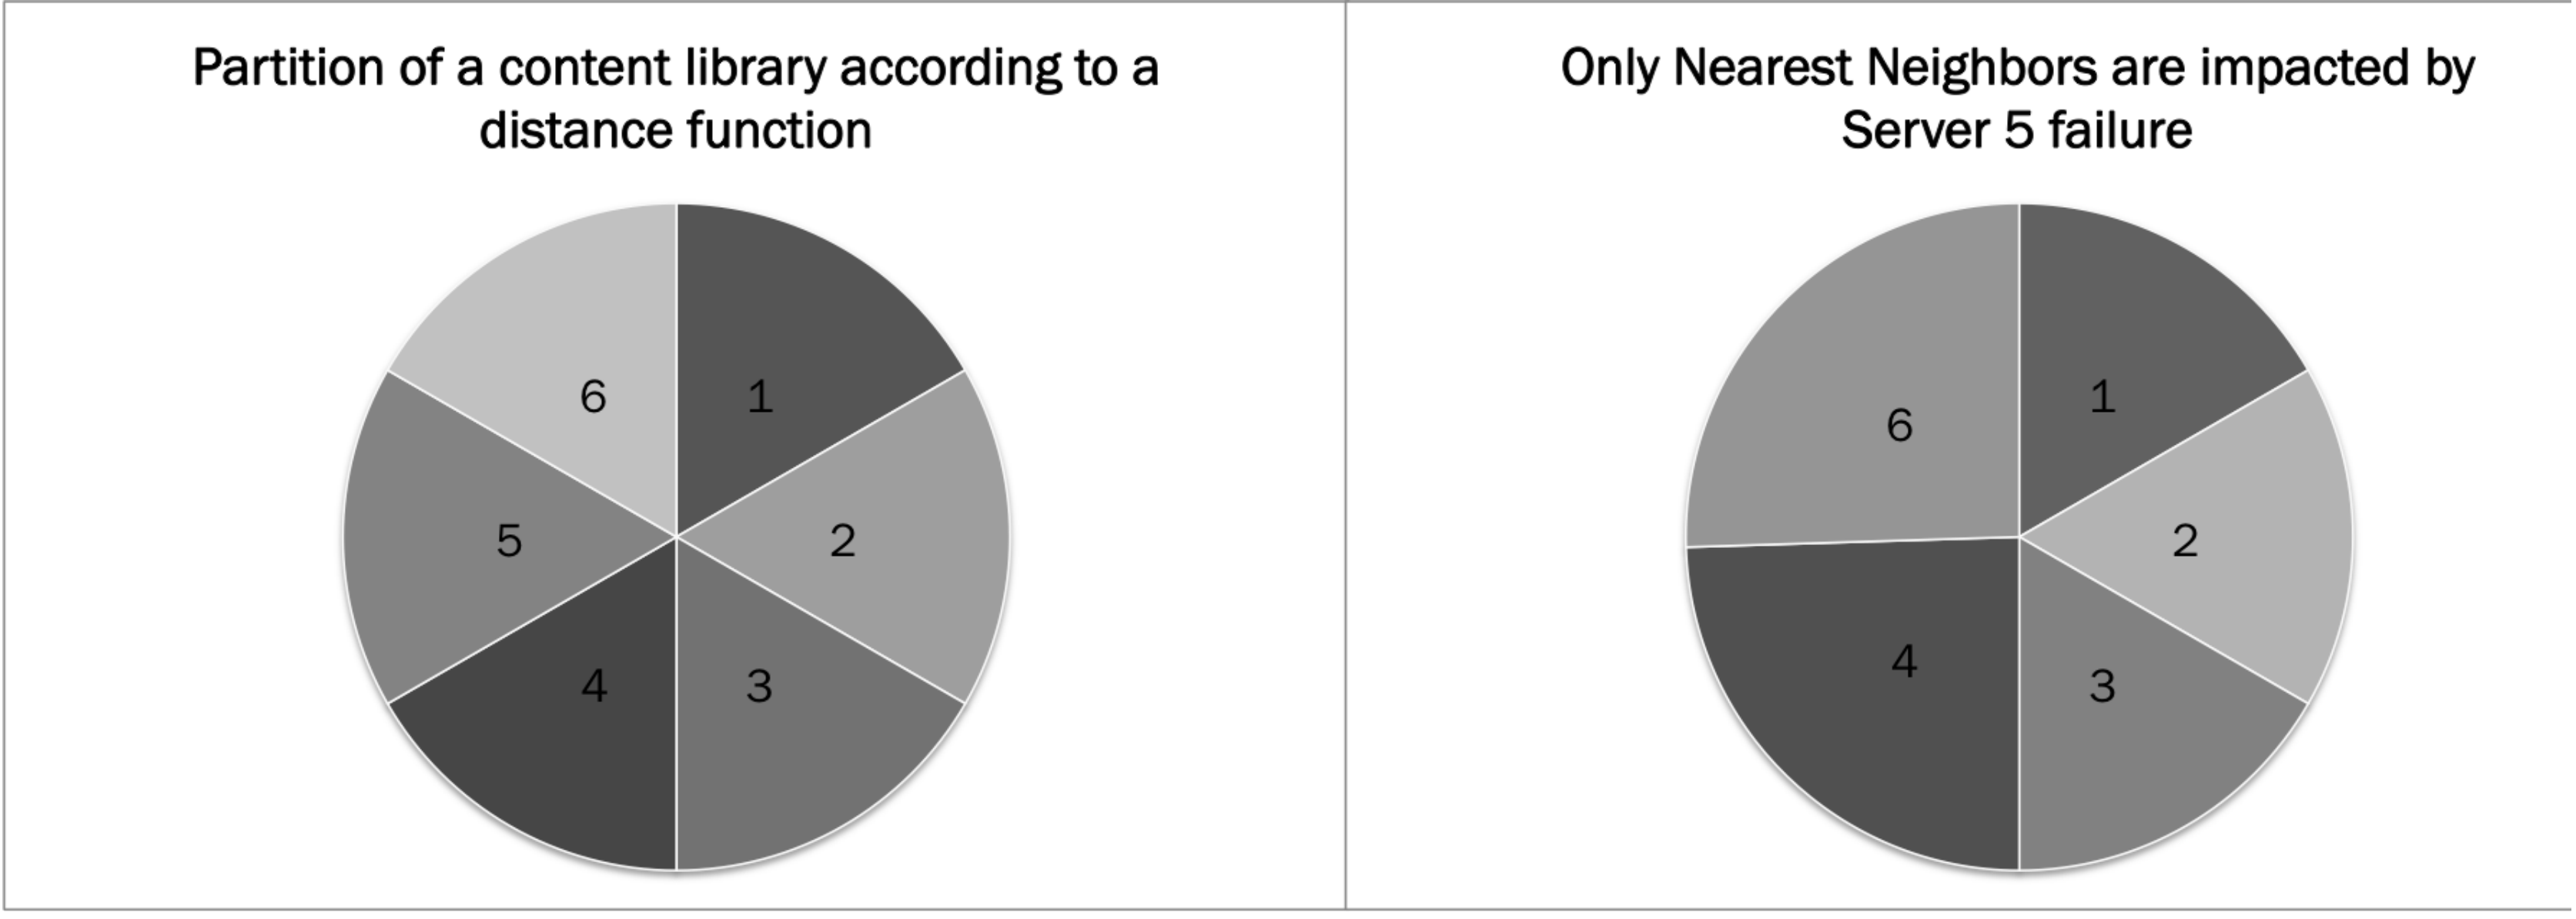 Partition of a content library according to a
distance function
6
1
5
2
4
3
Only Nearest Neighbors are impacted by
Server 5 failure
1
6
2
4
3